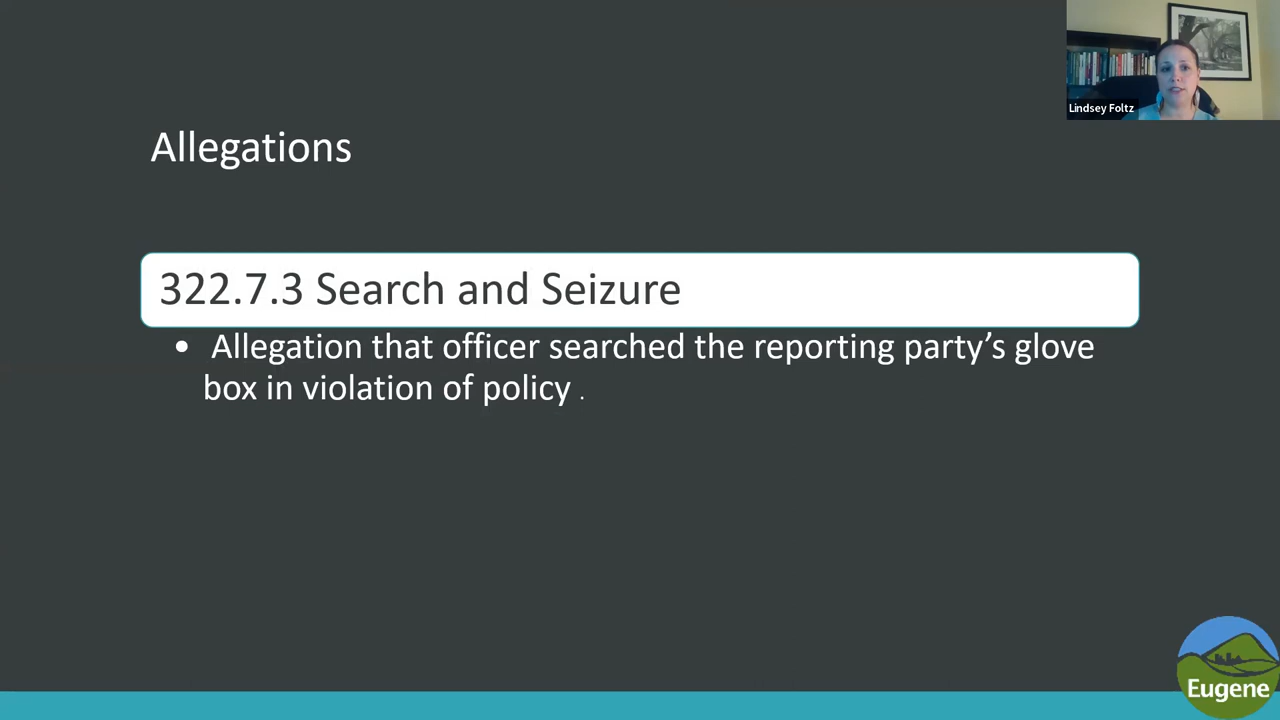 Lindsey Foltz
Allegations
322.7.3 Search and Seizure
• Allegation that officer searched the reporting party’s glove
box in violation of policy .
Eugene